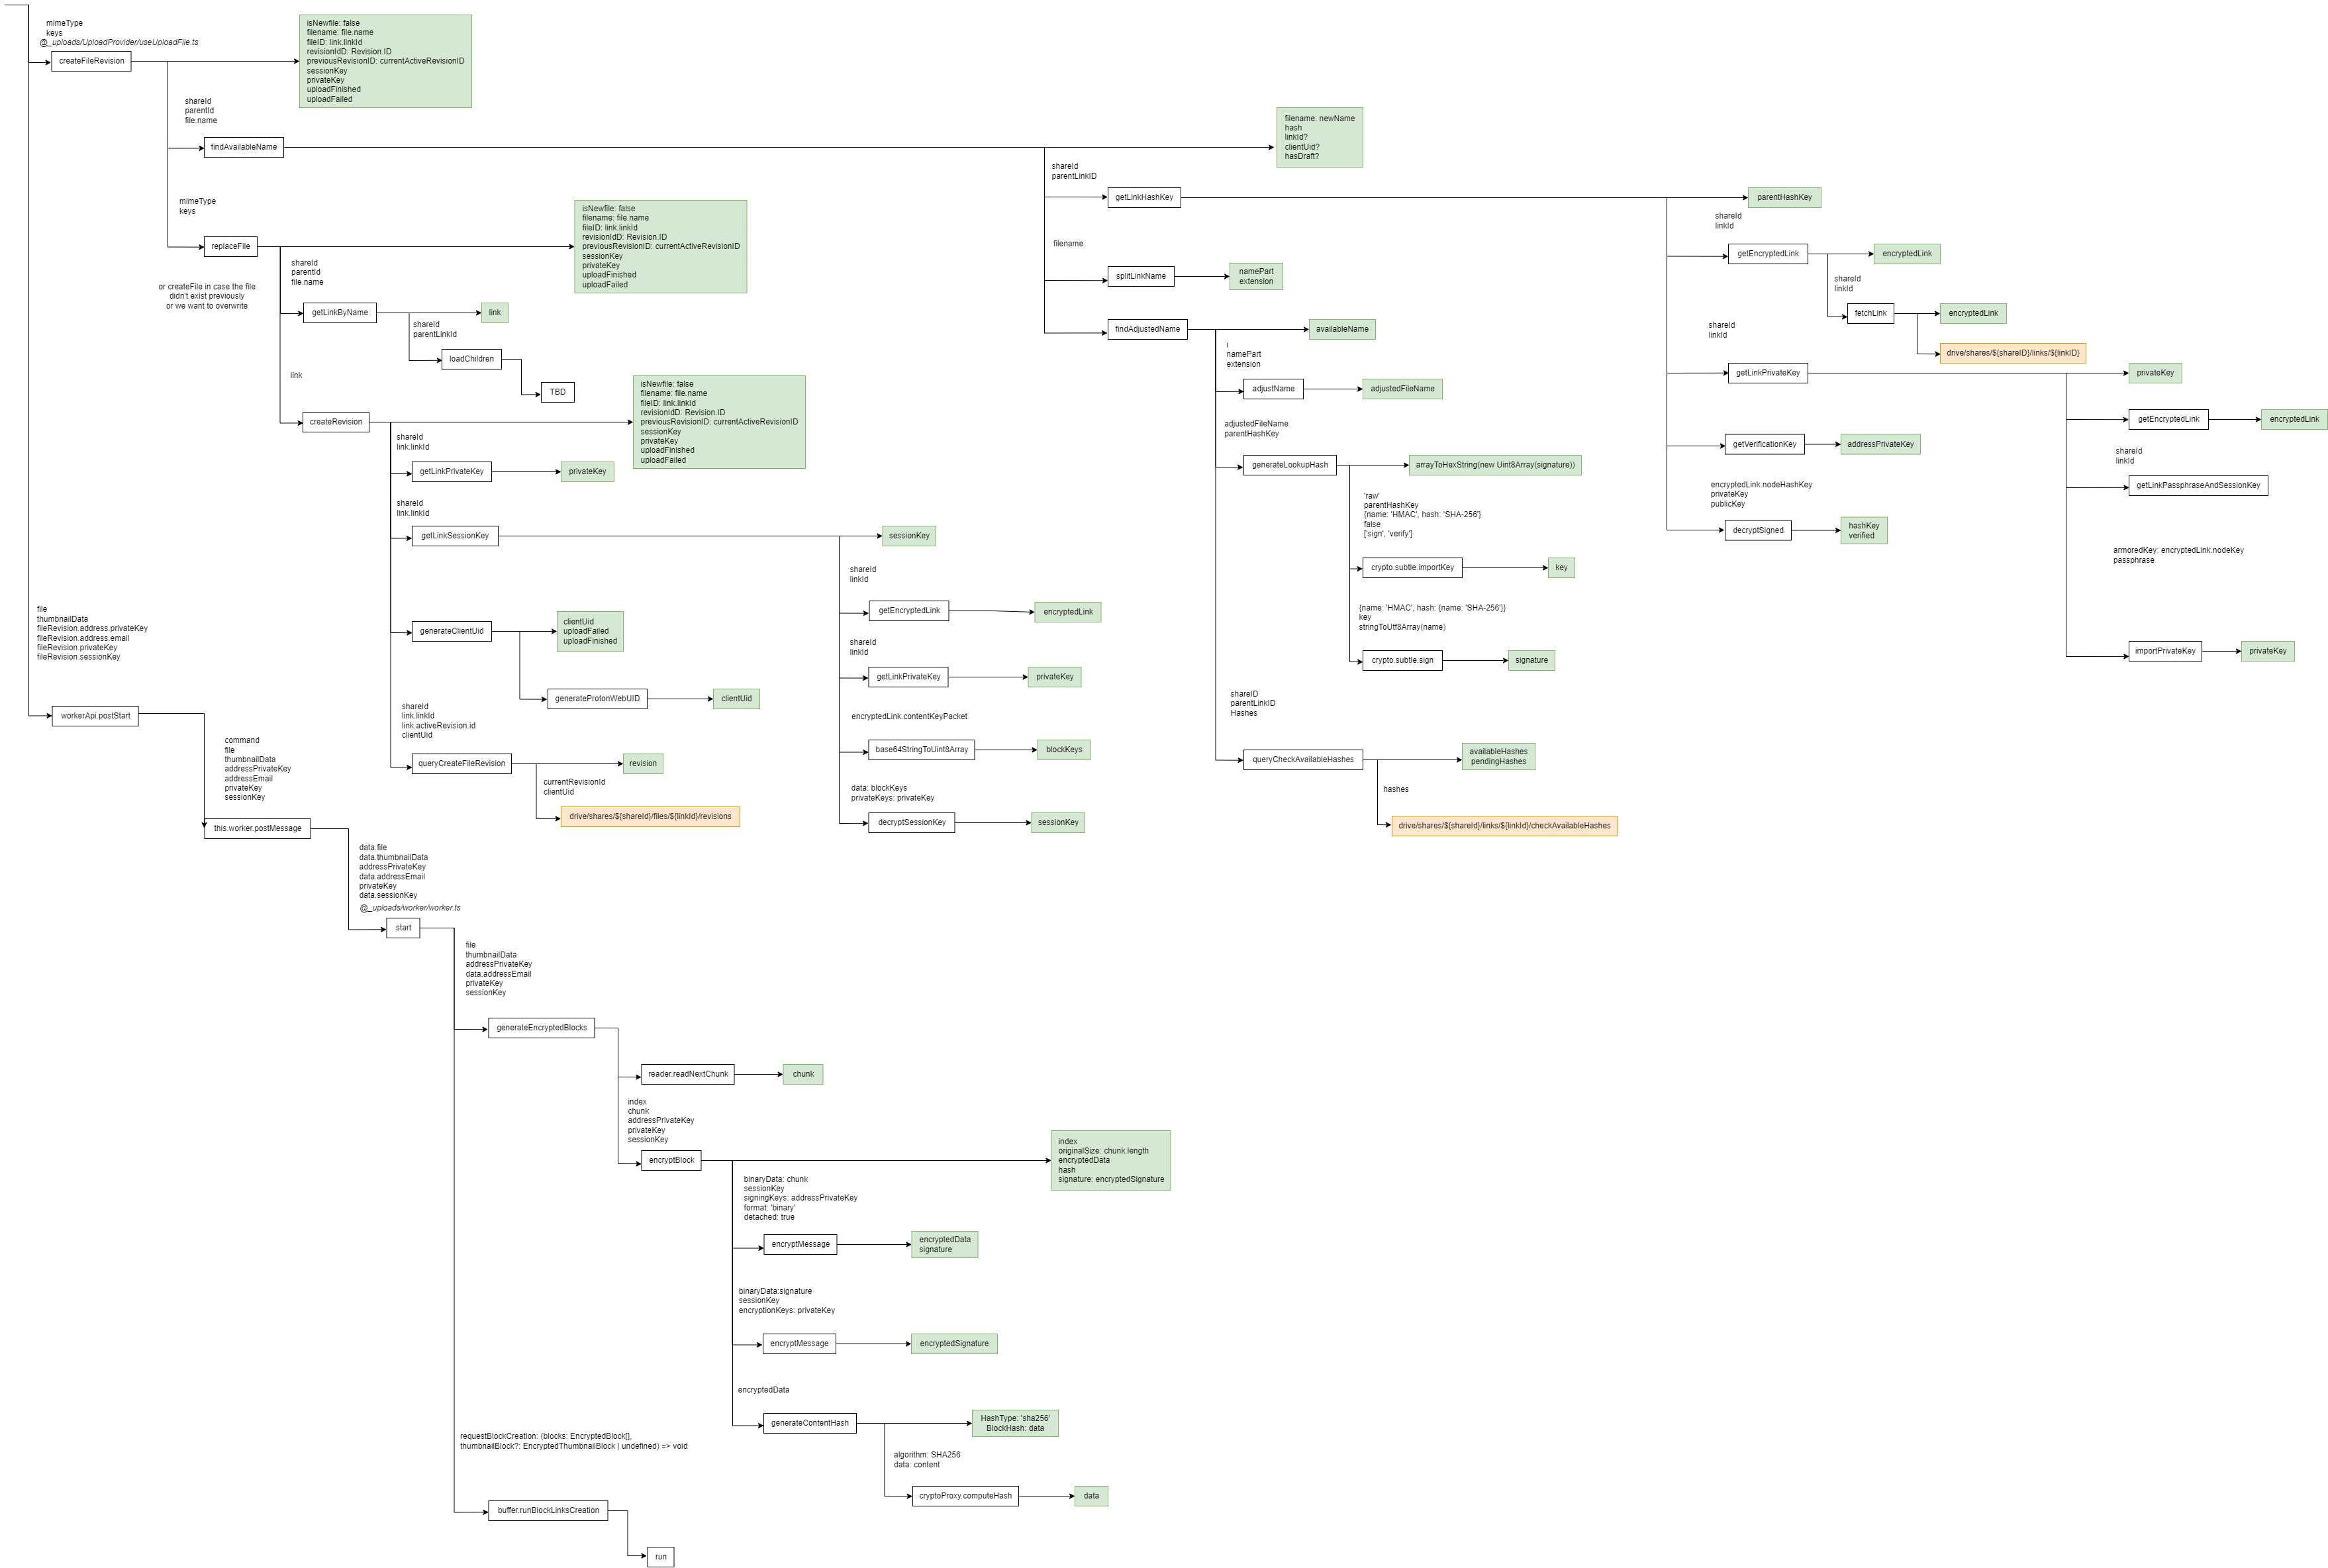 mimeType
keys
@_uploads/UploadProvider/useUploadFile.ts
createFileRevision
isNewfile: false
filename: file.name
fileID: link.linkId
revisionIdD: Revision.ID
previousRevisionID: currentActiveRevisionID
sessionKey
privateKey
uploadFinished
uploadFailed
shareId
parentId
file.name
findAvailableName
filename: newName
hash
linkId?
clientUid?
hasDraft?
shareId
parentLinkID
getLinkHashKey
parentHashKey
shareId
linkId
getEncryptedLink
encryptedLink
shareId
linkId
fetchLink
encryptedLink
drive/shares/${shareID}/links/${linkID}
shareId
linkId
getLinkPrivateKey
privateKey
getEncryptedLink
encryptedLink
shareId
linkId
getLinkPassphraseAndSessionKey
armoredKey: encryptedLink.nodeKey
passphrase
importPrivateKey
privateKey
getVerificationKey
addressPrivateKey
encryptedLink.nodeHashKey
privateKey
publicKey
decryptSigned
hashKey
verified
filename
splitLinkName
namePart
extension
findAdjustedName
availableName
i
namePart
extension
adjustName
adjustedFileName
adjustedFileName
parentHashKey
generateLookupHash
arrayToHexString(new Uint8Array(signature))
'raw'
parentHashKey
{name: 'HMAC', hash: 'SHA-256'}
false
['sign', 'verify']
crypto.subtle.importKey
key
{name: 'HMAC', hash: {name: 'SHA-256'}}
key
stringToUtf8Array(name)
crypto.subtle.sign
signature
shareID
parentLinkID
Hashes
queryCheckAvailableHashes
availableHashes
pendingHashes
hashes
drive/shares/${shareId}/links/${linkId}/checkAvailableHashes
mimeType
keys
replaceFile
isNewfile: false
filename: file.name
fileID: link.linkId
revisionIdD: Revision.ID
previousRevisionID: currentActiveRevisionID
sessionKey
privateKey
uploadFinished
uploadFailed
or createFile in case the file
didn't exist previously
or we want to overwrite
shareId
parentId
file.name
getLinkByName
link
shareId
parentLinkId
loadChildren
TBD
link
createRevision
isNewfile: false
filename: file.name
fileID: link.linkId
revisionIdD: Revision.ID
previousRevisionID: currentActiveRevisionID
sessionKey
privateKey
uploadFinished
uploadFailed
shareId
link.linkId
getLinkPrivateKey
privateKey
shareId
link.linkId
getLinkSessionKey
sessionKey
shareId
linkId
getEncryptedLink
encryptedLink
shareId
linkId
getLinkPrivateKey
privateKey
encryptedLink.contentKeyPacket
base64StringToUint8Array
blockKeys
data: blockKeys
privateKeys: privateKey
decryptSessionKey
sessionKey
generateClientUid
clientUid
uploadFailed
uploadFinished
generateProtonWebUID
clientUid
shareId
link.linkId
link.activeRevision.id
clientUid
queryCreateFileRevision
revision
currentRevisionId
clientUid
drive/shares/${shareId}/files/${linkId}/revisions
file
thumbnailData
fileRevision.address.privateKey
fileRevision.address.email
fileRevision.privateKey
fileRevision.sessionKey
workerApi.postStart
command
file
thumbnailData
addressPrivateKey
addressEmail
privateKey
sessionKey
this.worker.postMessage
data.file
data.thumbnailData
addressPrivateKey
data.addressEmail
privateKey
data.sessionKey
@_uploads/worker/worker.ts
start
file
thumbnailData
addressPrivateKey
data.addressEmail
privateKey
sessionKey
generateEncryptedBlocks
reader.readNextChunk
chunk
index
chunk
addressPrivateKey
privateKey
sessionKey
encryptBlock
index
originalSize: chunk.length
encryptedData
hash
signature: encryptedSignature
binaryData: chunk
sessionKey
signingKeys: addressPrivateKey
format: 'binary'
detached: true
encryptMessage
encryptedData
signature
binaryData:signature
sessionKey
encryptionKeys: privateKey
encryptMessage
encryptedSignature
encryptedData
generateContentHash
HashType: 'sha256'
BlockHash: data
algorithm: SHA256
data: content
cryptoProxy.computeHash
data
requestBlockCreation: (blocks: EncryptedBlock[],
thumbnailBlock?: EncryptedThumbnailBlock | undefined) => void
buffer.runBlockLinksCreation
run